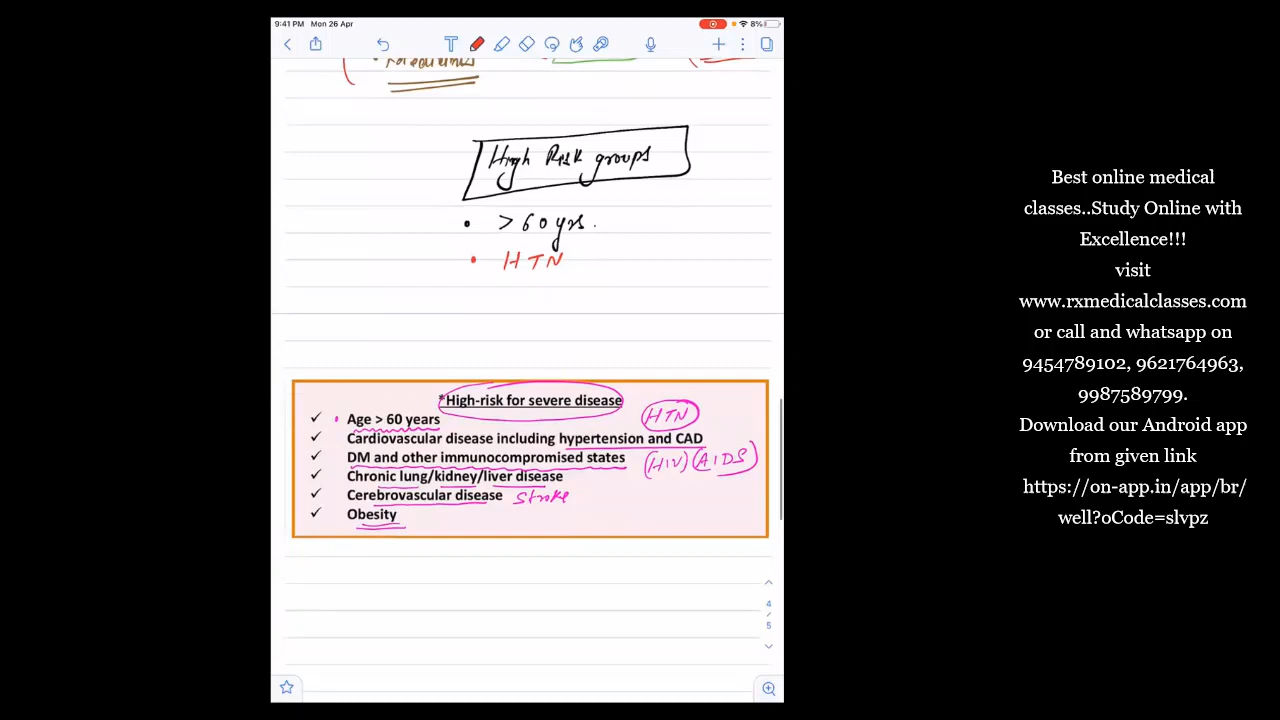 9:41 PM Mon 26 Apr
8%
High Risk groups
• >60 yrs.
• HTN
*High-risk for severe disease
✓ Age > 60 years
HTN
✓ Cardiovascular disease including hypertension and CAD
✓ DM and other immunocompromised states (HIV) (AIDS)
✓ Chronic lung/kidney/liver disease
✓ Cerebrovascular disease stroke
✓ Obesity
4
5
Best online medical
classes..Study Online with
Excellence!!!
visit
www.rxmedicalclasses.com
or call and whatsapp on
9454789102, 9621764963,
9987589799.
Download our Android app
from given link
https://on-app.in/app/br/
well?oCode=slvpz